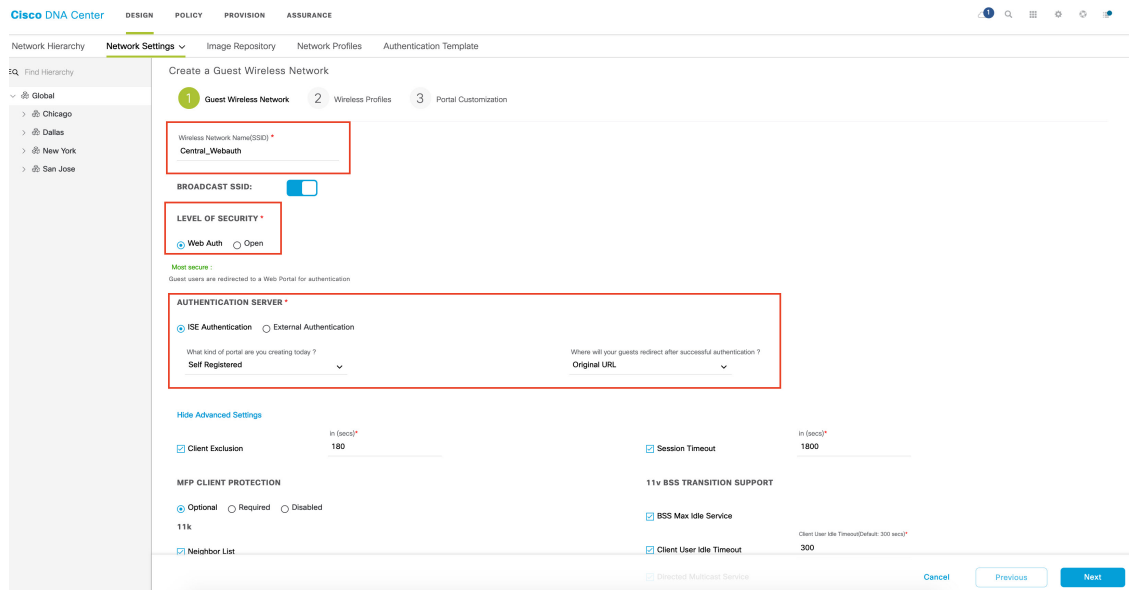 Cisco DNA Center DESIGN POLICY PROVISION ASSURANCE 1
Network Hierarchy Network Settings Image Repository Network Profiles Authentication Template
EQ Find Hierarchy
Global
Chicago
Dallas
New York
San Jose
Create a Guest Wireless Network
1 Guest Wireless Network 2 Wireless Profiles 3 Portal Customization
Wireless Network Name(SSID) *
Central_Webauth
BROADCAST SSID:
LEVEL OF SECURITY *
Web Auth Open
Most secure :
Guest users are redirected to a Web Portal for authentication
AUTHENTICATION SERVER *
ISE Authentication External Authentication
What kind of portal are you creating today ? Where will your guests redirect after successful authentication ?
Self Registered Original URL
Hide Advanced Settings
in (secs)* in (secs)*
Client Exclusion 180 Session Timeout 1800
MFP CLIENT PROTECTION 11v BSS TRANSITION SUPPORT
Optional Required Disabled
BSS Max Idle Service
11k
Client User Idle Timeout(Default: 300 secs)*
Neighbor List Client User Idle Timeout 300
Directed Multicast Service
Cancel Previous Next